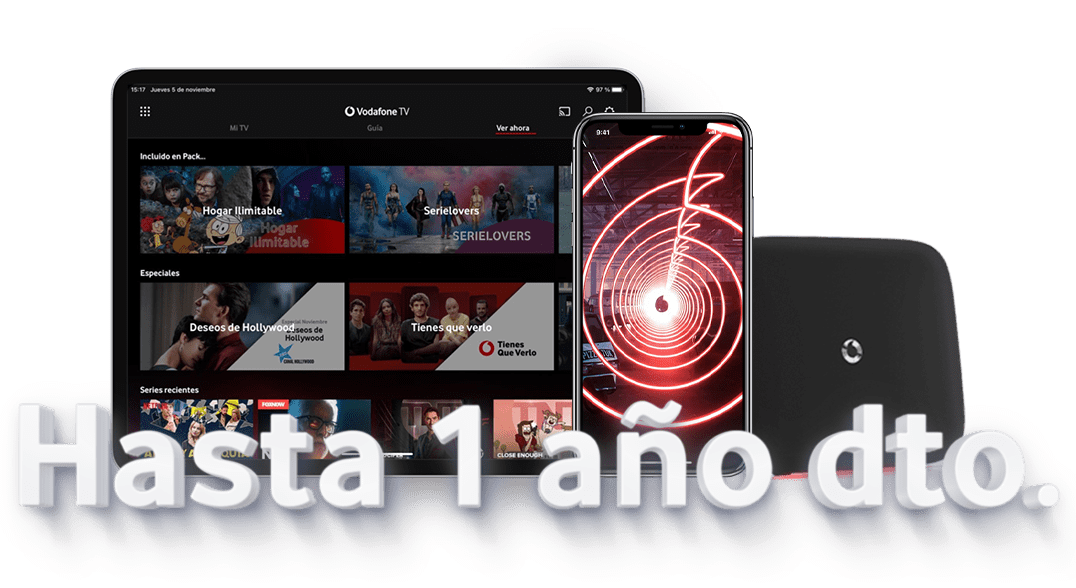 15:17 Jueves 5 de noviembre
97 %
Vodafone TV
Mi TV
Guía
Ver ahora
Incluido en Pack...
Hogar Ilimitable
Hogar
Ilimitable
Serielovers
SERIELOVERS
Especiales
Deseos de Hollywood
Especial Noviembre
Deseos de
Hollywood
CANAL HOLLYWOOD
Tienes que verlo
Tienes
Que Verlo
Series recientes
FOXNOW
CLOSE ENOUGH
9:41
Hasta 1 año dto.